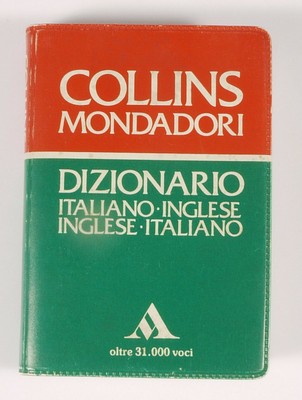 COLLINS
MONDADORI
DIZIONARIO
ITALIANO·INGLESE
INGLESE·ITALIANO
oltre 31.000 voci